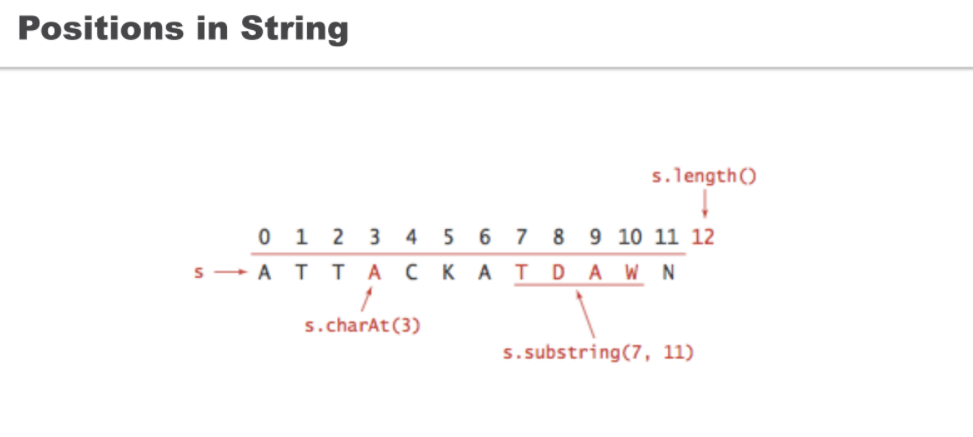 Positions in String
s.length()
0 1 2 3 4 5 6 7 8 9 10 11 12
s A T T A C K A T D A W N
s.charAt(3)
s.substring(7, 11)